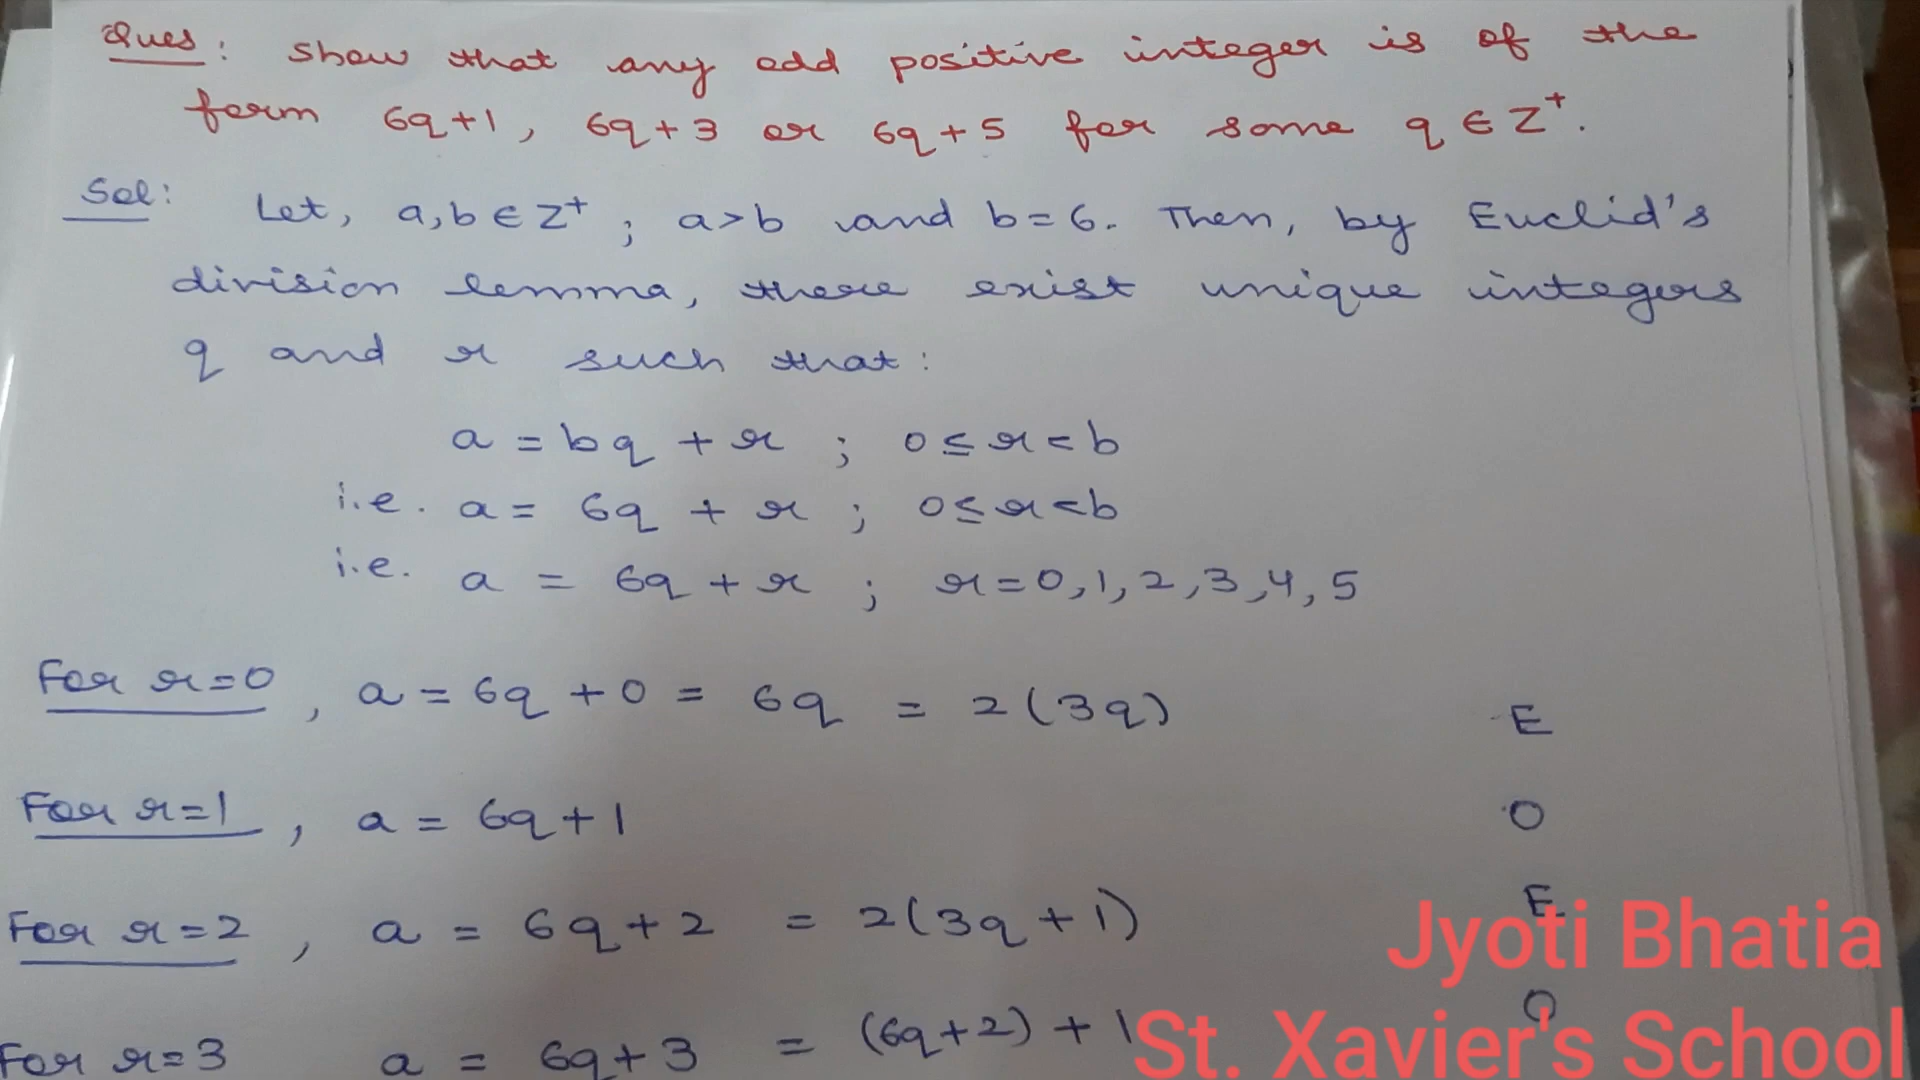 Ques: Show that any odd positive integer is of the
form 6q+1, 6q+3 or 6q+5 for some q ∈ Z⁺.
Sol: Let, a,b ∈ Z⁺ ; a>b and b=6. Then, by Euclid's
division lemma, there exist unique integers
q and r such that:
a = bq + r ; 0≤r<b
i.e. a = 6q + r ; 0≤r<b
i.e. a = 6q + r ; r=0,1,2,3,4,5
For r=0, a = 6q + 0 = 6q = 2(3q) E
For r=1, a = 6q+1 O
For r=2, a = 6q+2 = 2(3q+1) E
Jyoti Bhatia
For r=3 a = 6q+3 = (6q+2)+1 O
St. Xavier's School